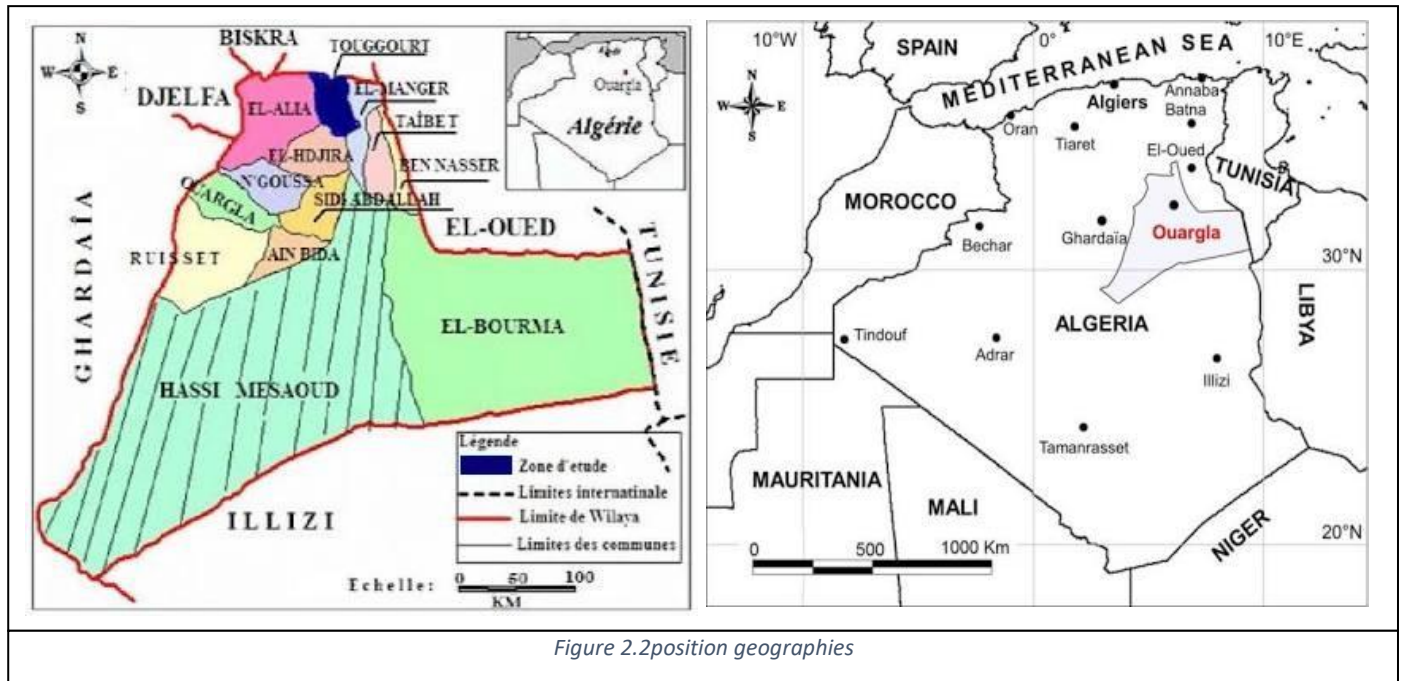 BISKRA
TOUGGOURT
N
W E
S
DJELFA
EL-ALIA
EL-MANGER
TAÏBET
EL-HDJIRA
BEN NASSER
N'GOUSSA
OUARGLA
SIDI ABDALLAH
EL-OUED
RUISSET
AIN BIDA
GHARDAÏA
TUNISIE
EL-BOURMA
HASSI MESAOUD
ILLIZI
Ouargla
Algérie
Légende
Zone d'etude
Limites internatinale
Limite de Wilaya
Limites des communes
Echelle:
0 50 100
KM
10°W
0°
10°E
SPAIN
MEDITERRANEAN SEA
N
W E
S
Algiers
Annaba
Batna
Oran
Tiaret
El-Oued
TUNISIA
MOROCCO
Bechar
Ghardaïa
Ouargla
30°N
ALGERIA
LIBYA
Tindouf
Adrar
Illizi
Tamanrasset
MAURITANIA
MALI
NIGER
20°N
0 500 1000 Km
Figure 2.2position geographies